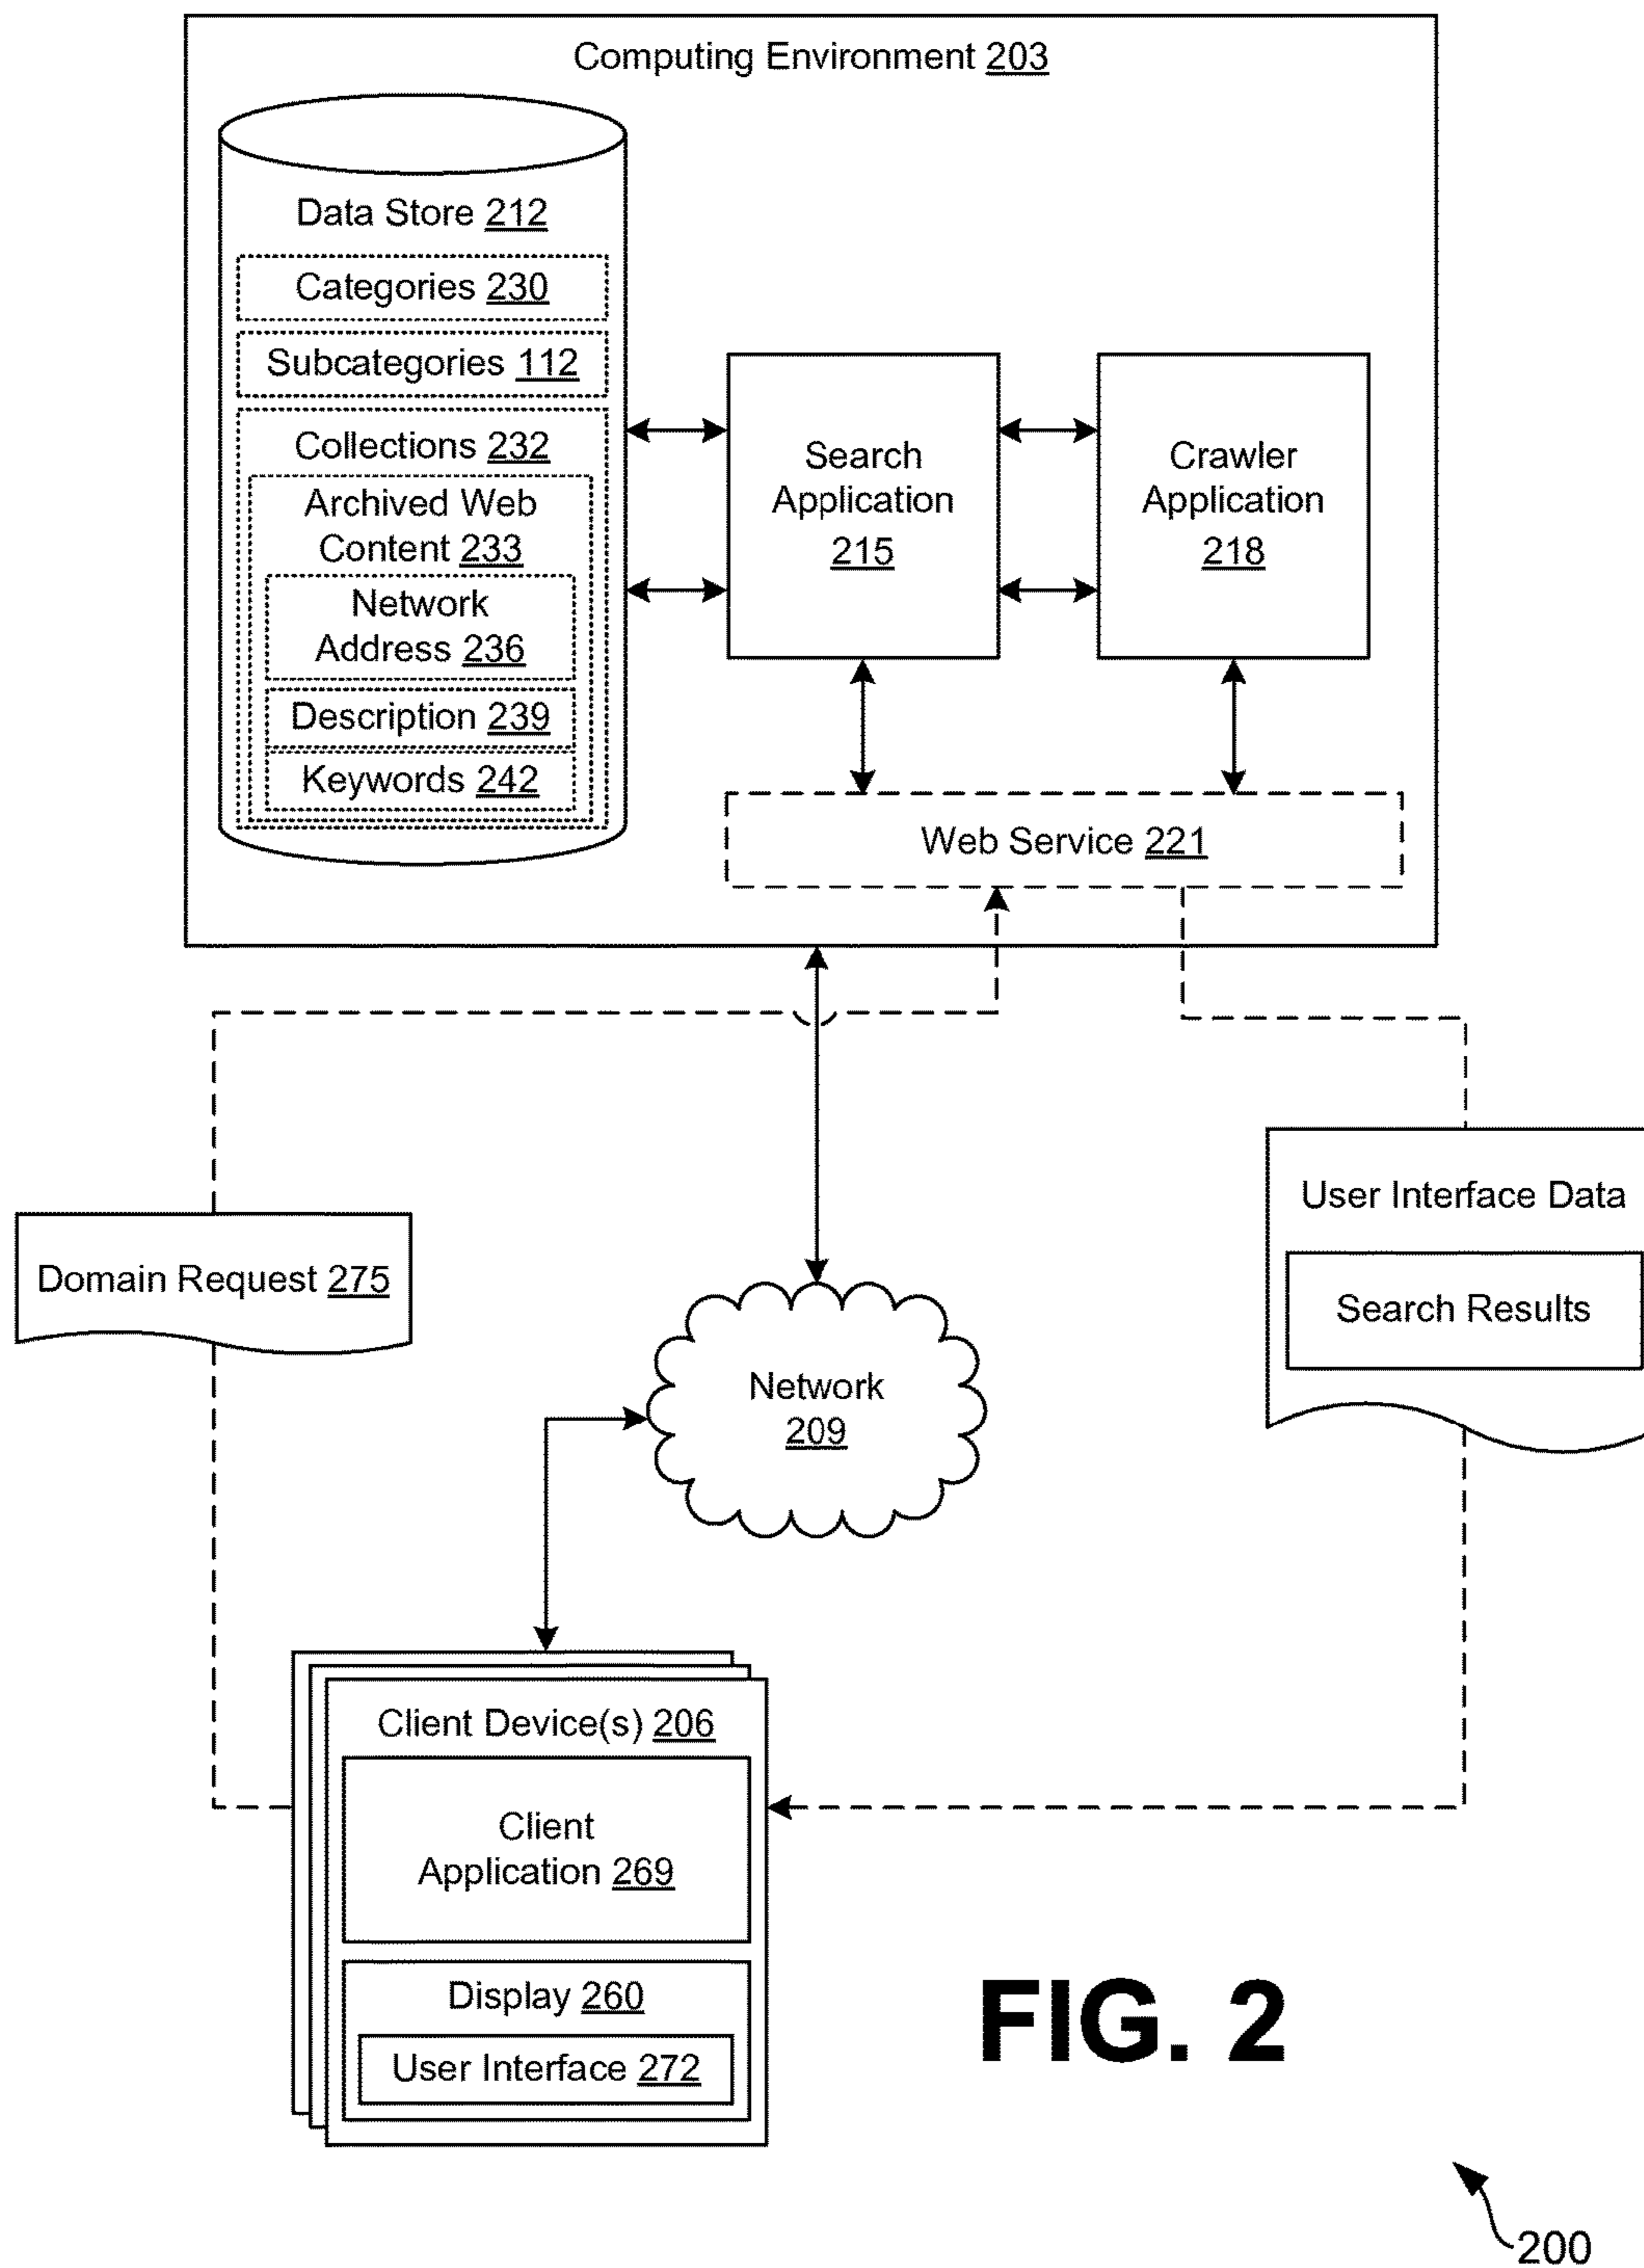 Computing Environment 203
Data Store 212
Categories 230
Subcategories 112
Collections 232
Archived Web
Content 233
Network
Address 236
Description 239
Keywords 242
Search
Application
215
Crawler
Application
218
Web Service 221
Domain Request 275
User Interface Data
Search Results
Network
209
Client Device(s) 206
Client
Application 269
Display 260
User Interface 272
FIG. 2
200